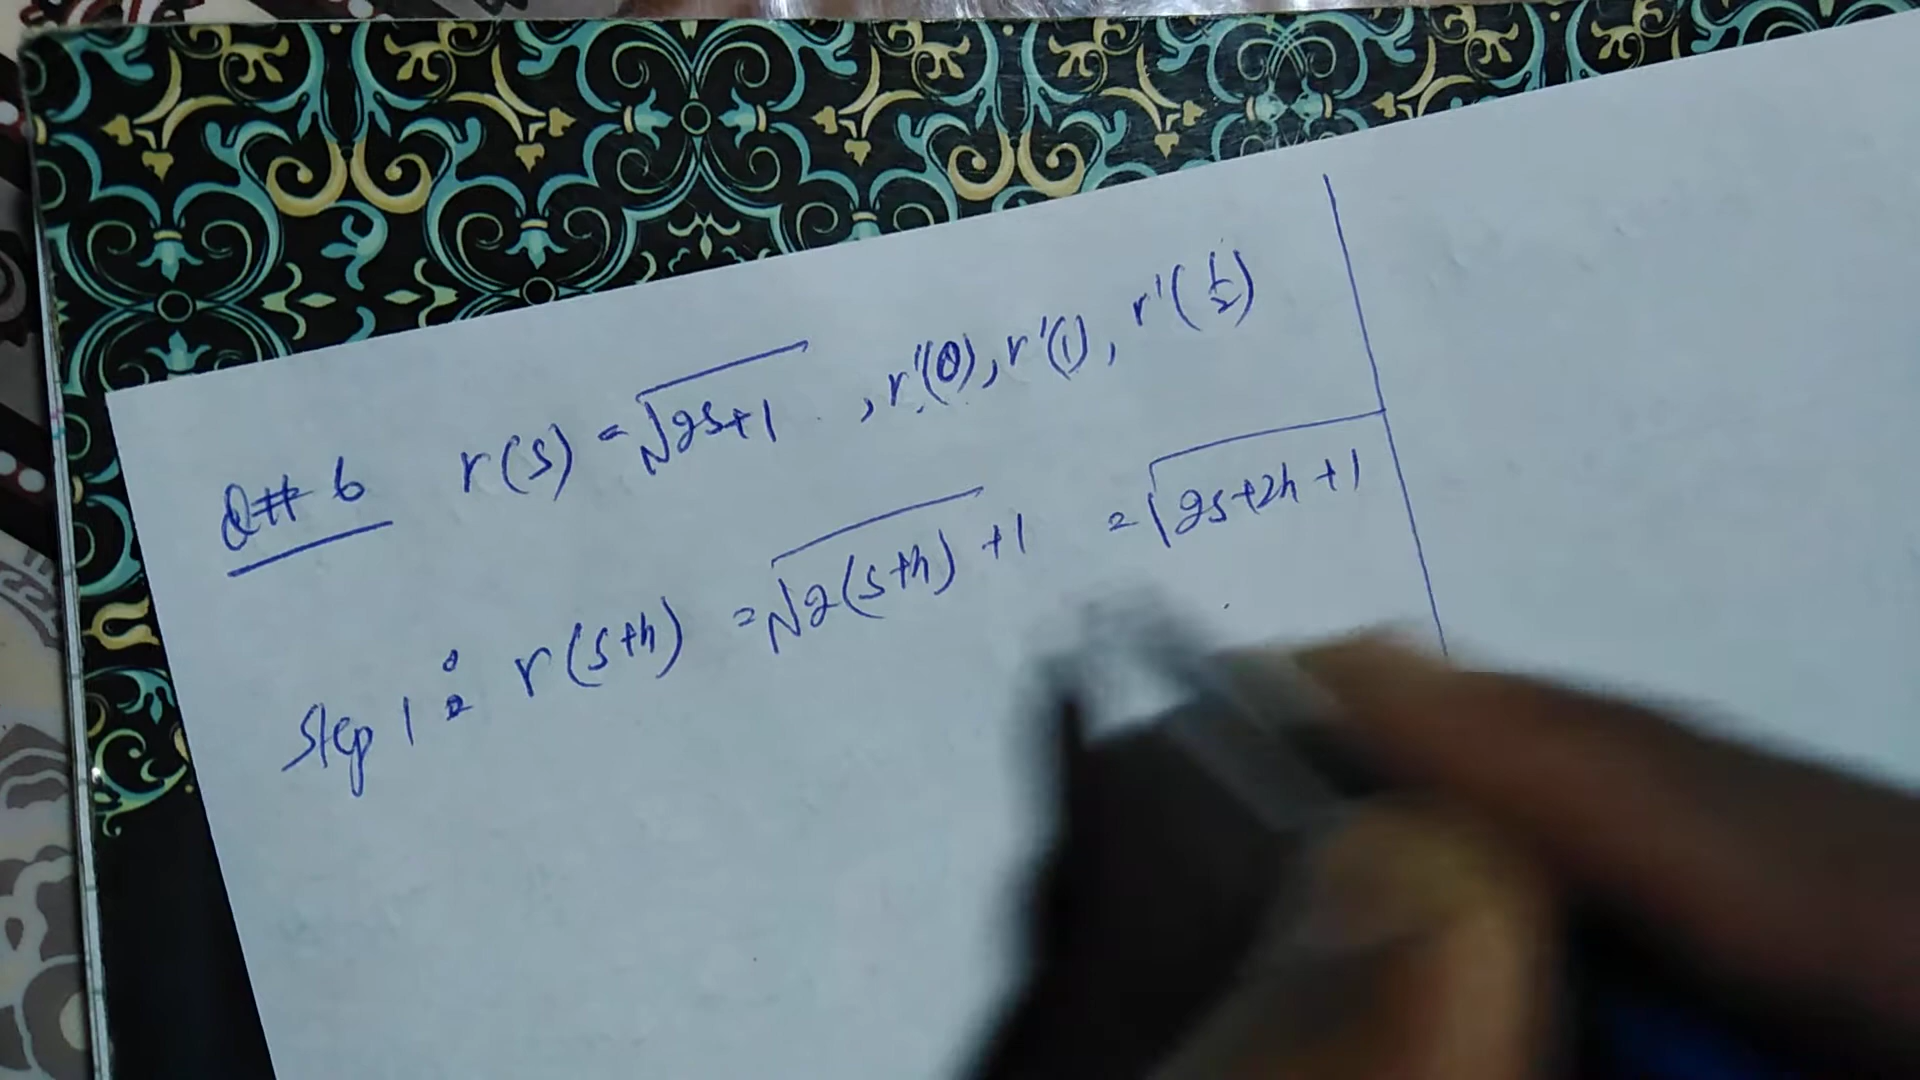 Q# 6 r(s) = √2s+1 , r'(0), r'(1), r'(1/2)
Step 1 : r(s+h) = √2(s+h) +1 = √2s+2h+1